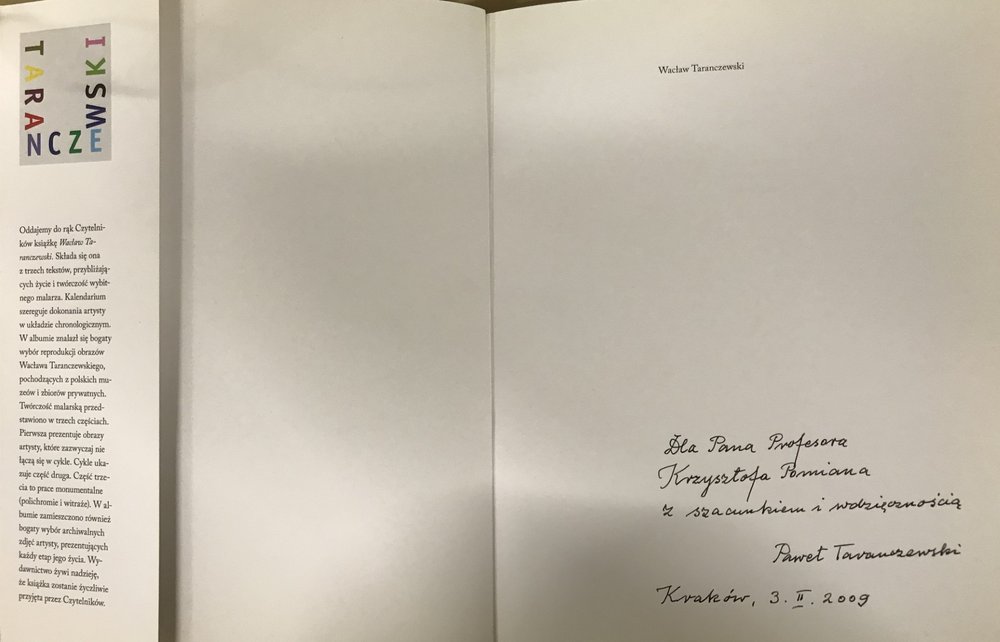 TARANCZEWSKI
Oddajemy do rąk Czytelni-
ków książkę Wacław Ta-
ranczewski. Składa się ona
z trzech tekstów, przybliżają-
cych życie i twórczość wybit-
nego malarza. Kalendarium
szereguje dokonania artysty
w układzie chronologicznym.
W albumie znalazł się bogaty
wybór reprodukcji obrazów
Wacława Taranczewskiego,
pochodzących z polskich mu-
zeów i zbiorów prywatnych.
Twórczość malarską przed-
stawiono w trzech częściach.
Pierwsza prezentuje obrazy
artysty, które zazwyczaj nie
łączą się w cykle. Cykle uka-
zuje część druga. Część trze-
cia to prace monumentalne
(polichromie i witraże). W al-
bumie zamieszczono również
bogaty wybór archiwalnych
zdjęć artysty, prezentujących
każdy etap jego życia. Wy-
dawnictwo żywi nadzieję,
że książka zostanie życzliwie
przyjęta przez Czytelników.
Wacław Taranczewski
Dla Pana Profesora
Krzysztofa Pomiana
z szacunkiem i wdzięcznością
Paweł Taranczewski
Kraków, 3. II. 2009